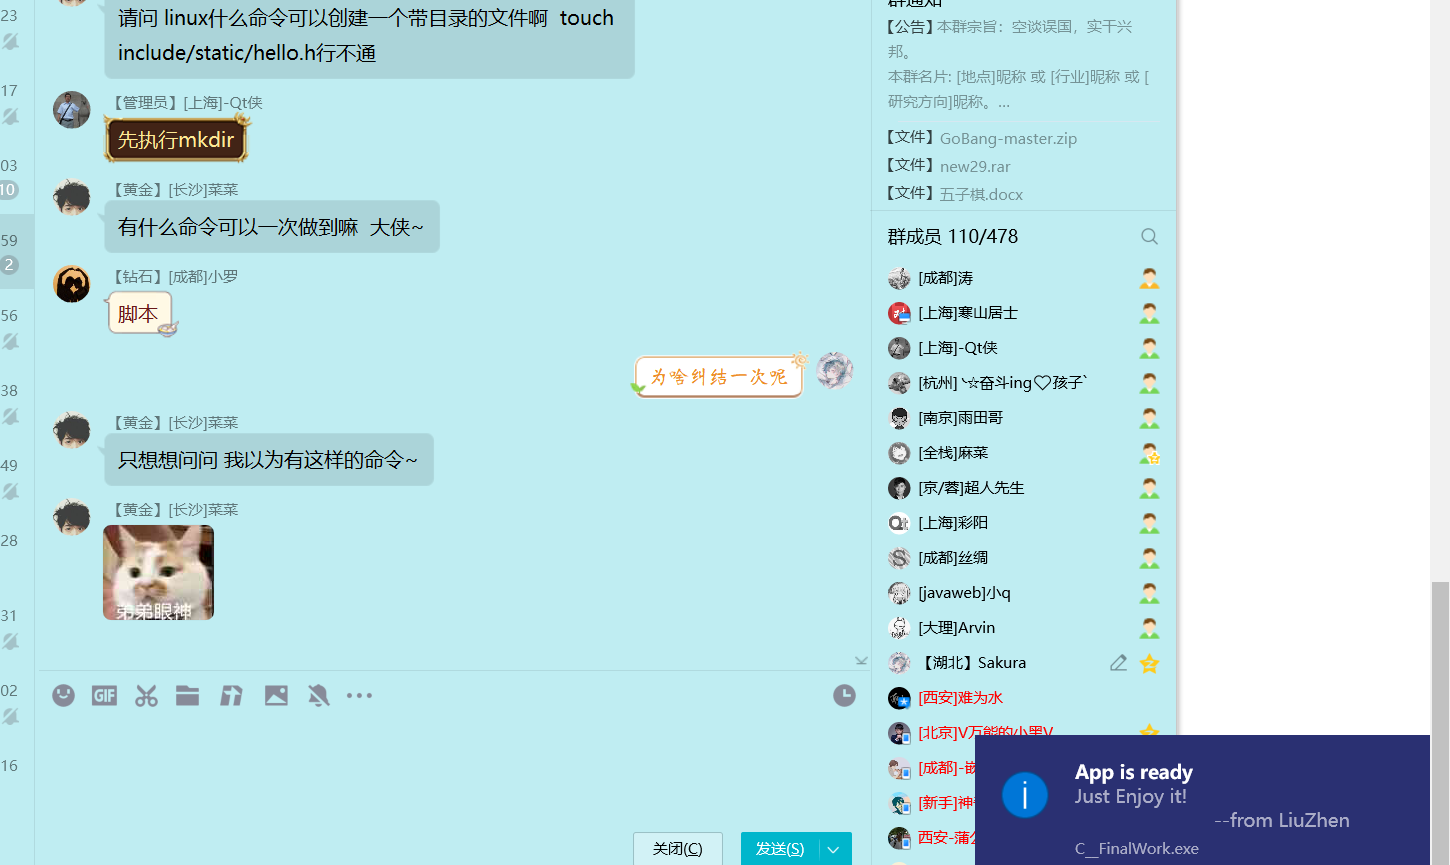 23
17
03
10
59
2
56
38
49
28
31
02
16
请问 linux什么命令可以创建一个带目录的文件啊  touch
include/static/hello.h行不通
【管理员】[上海]-Qt侠
先执行mkdir
【黄金】[长沙]菜菜
有什么命令可以一次做到嘛  大侠~
【钻石】[成都]小罗
脚本
为啥纠结一次呢
【黄金】[长沙]菜菜
只想想问问 我以为有这样的命令~
【黄金】[长沙]菜菜
弟弟眼神
GIF
关闭(C)
发送(S)
群通知
【公告】本群宗旨：空谈误国，实干兴
邦。
本群名片: [地点]昵称 或 [行业]昵称 或 [
研究方向]昵称。...
【文件】GoBang-master.zip
【文件】new29.rar
【文件】五子棋.docx
群成员 110/478
[成都]涛
[上海]寒山居士
[上海]-Qt侠
[杭州]丶☆奋斗ing♡孩子`
[南京]雨田哥
[全栈]麻菜
[京/蓉]超人先生
Qt [上海]彩阳
[成都]丝绸
[javaweb]小q
[大理]Arvin
【湖北】Sakura
[西安]难为水
[北京]V万能的小黑V
[成都]-嵌
[新手]神
西安-蒲
App is ready
Just Enjoy it!
--from LiuZhen
C__FinalWork.exe